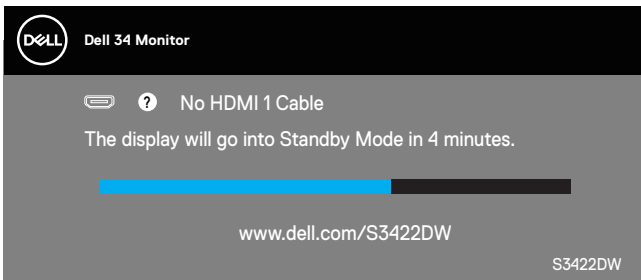 DELL
Dell 34 Monitor
? No HDMI 1 Cable
The display will go into Standby Mode in 4 minutes.
www.dell.com/S3422DW
S3422DW